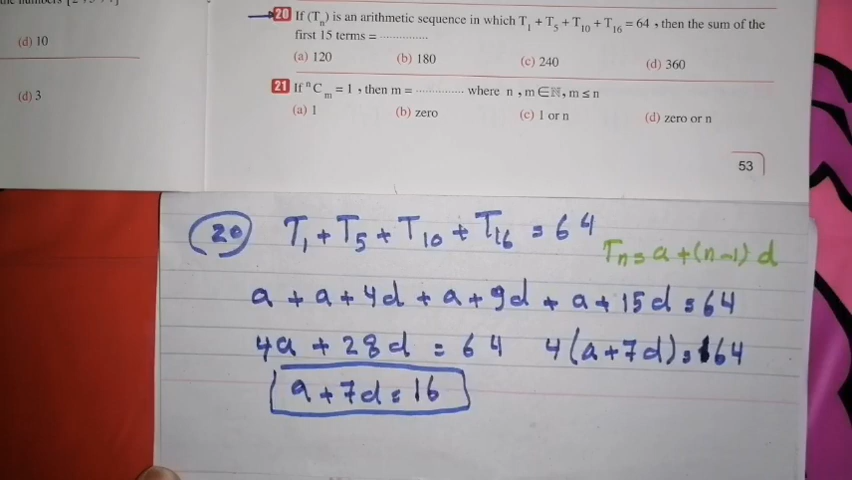 (d) 10
(d) 3
20 If (Tn) is an arithmetic sequence in which T1 + T5 + T10 + T16 = 64 , then the sum of the
first 15 terms = ..............
(a) 120 (b) 180 (c) 240 (d) 360
21 If nCm = 1 , then m = .............. where n , m ∈ ℕ , m ≤ n
(a) 1 (b) zero (c) 1 or n (d) zero or n
53
20 T1 + T5 + T10 + T16 = 64
Tn = a + (n-1) d
a + a + 4d + a + 9d + a + 15d = 64
4a + 28d = 64 4(a + 7d) = 64
a + 7d = 16